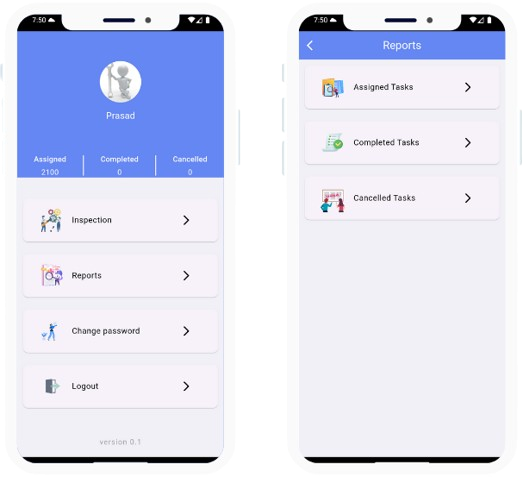 7:50
Prasad
Assigned Completed Cancelled
2100 0 0
Inspection
Reports
Change password
Logout
version 0.1
7:50
Reports
Assigned Tasks
Completed Tasks
Cancelled Tasks